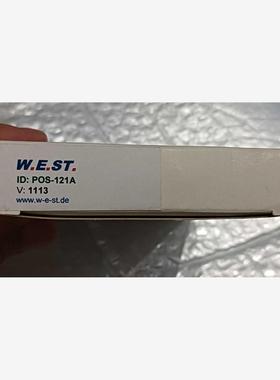 W.E.ST.
ID: POS-121A
V: 1113
www.w-e-st.de